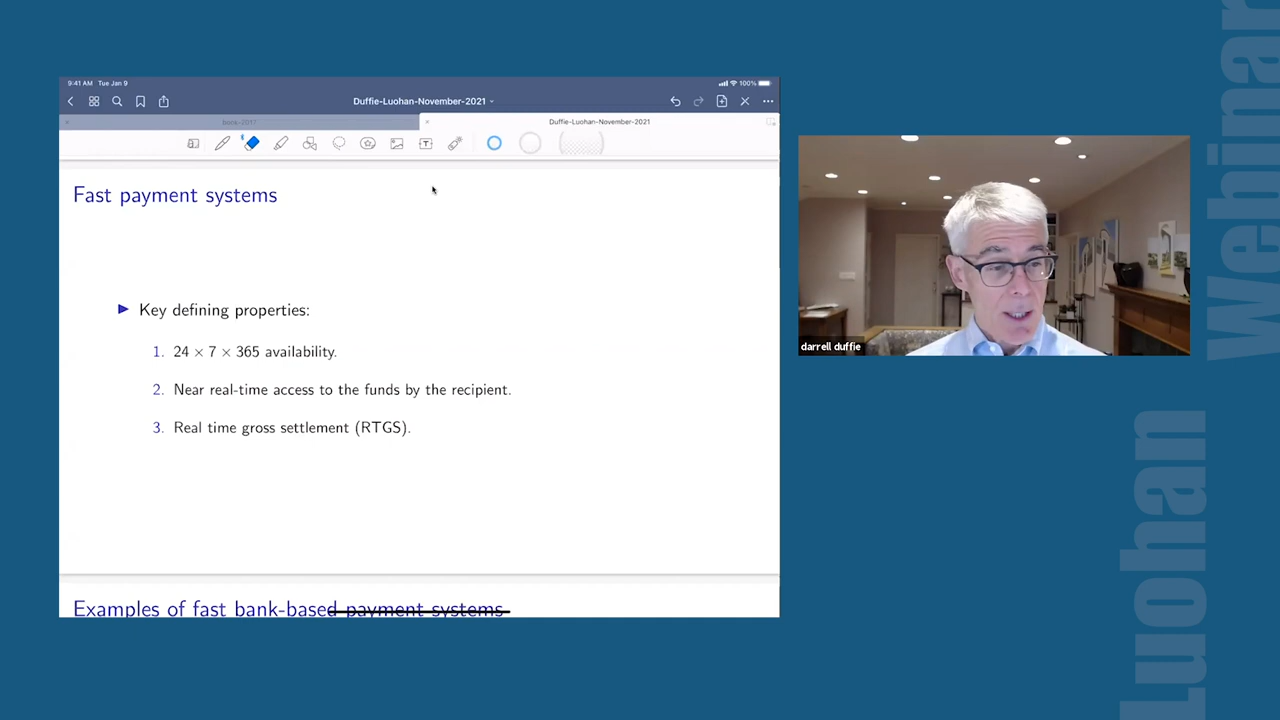 9:41 AM Tue Jan 9
100%
Duffie-Luohan-November-2021
Duffie-Luohan-November-2021
Fast payment systems
Key defining properties:
1. 24 × 7 × 365 availability.
2. Near real-time access to the funds by the recipient.
3. Real time gross settlement (RTGS).
Examples of fast bank-based payment systems
darrell duffie
Luohan Webinar